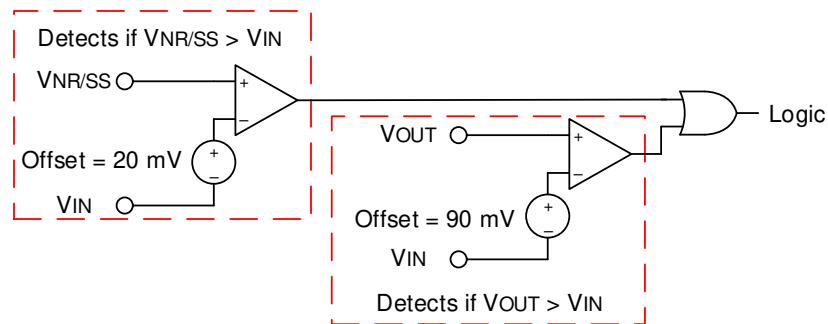 Detects if VNR/SS > VIN
VNR/SS
+
−
Offset = 20 mV
+
−
VIN
Logic
VOUT
+
−
Offset = 90 mV
+
−
VIN
Detects if VOUT > VIN